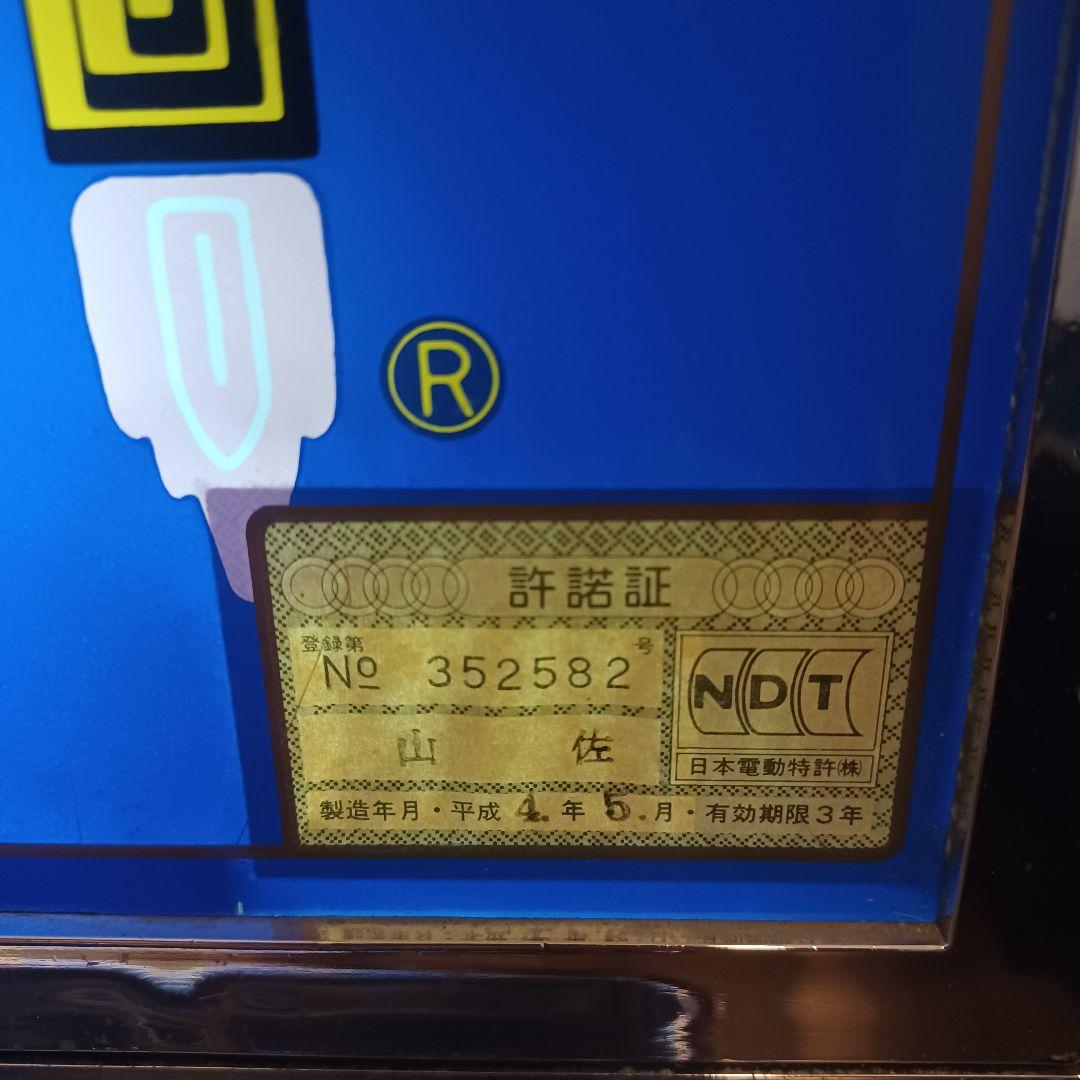 ®
許諾証
登録第 号
№ 352582
NDT
山 佐
日本電動特許㈱
製造年月・平成 4. 年 5. 月・有効期限3年